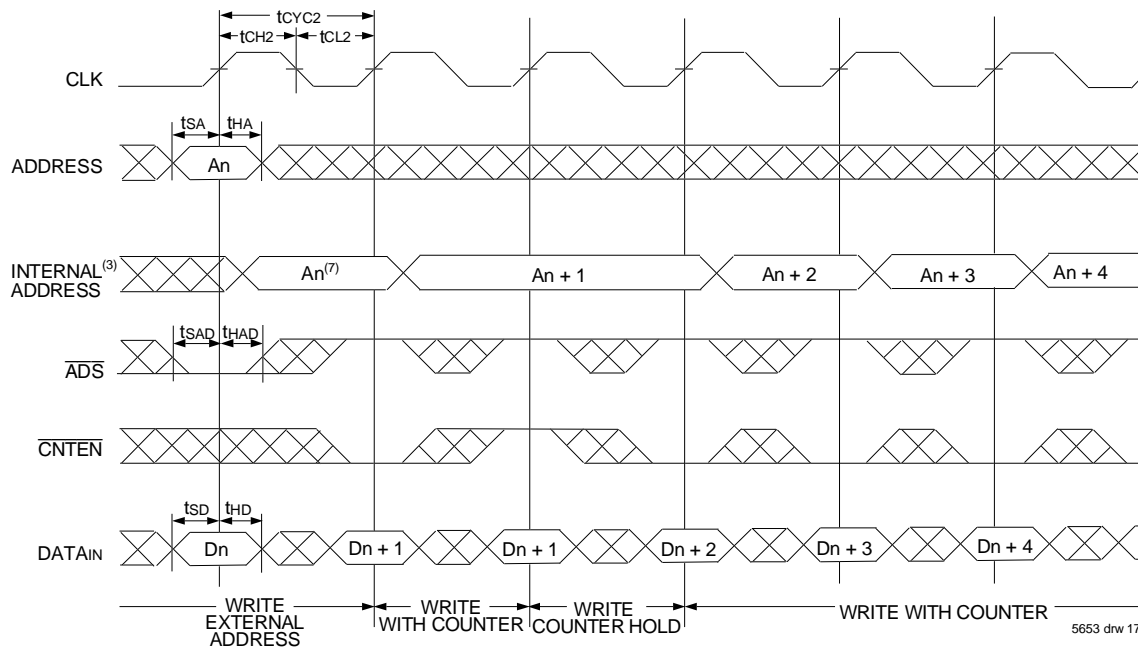 tCYC2
tCH2 tCL2
CLK
tSA tHA
ADDRESS An
INTERNAL(3)
ADDRESS
An(7) An + 1 An + 2 An + 3 An + 4
tSAD tHAD
ADS
CNTEN
tSD tHD
DATAIN Dn Dn + 1 Dn + 1 Dn + 2 Dn + 3 Dn + 4
WRITE
EXTERNAL
ADDRESS
WRITE
WITH COUNTER
WRITE
COUNTER HOLD
WRITE WITH COUNTER
5653 drw 17